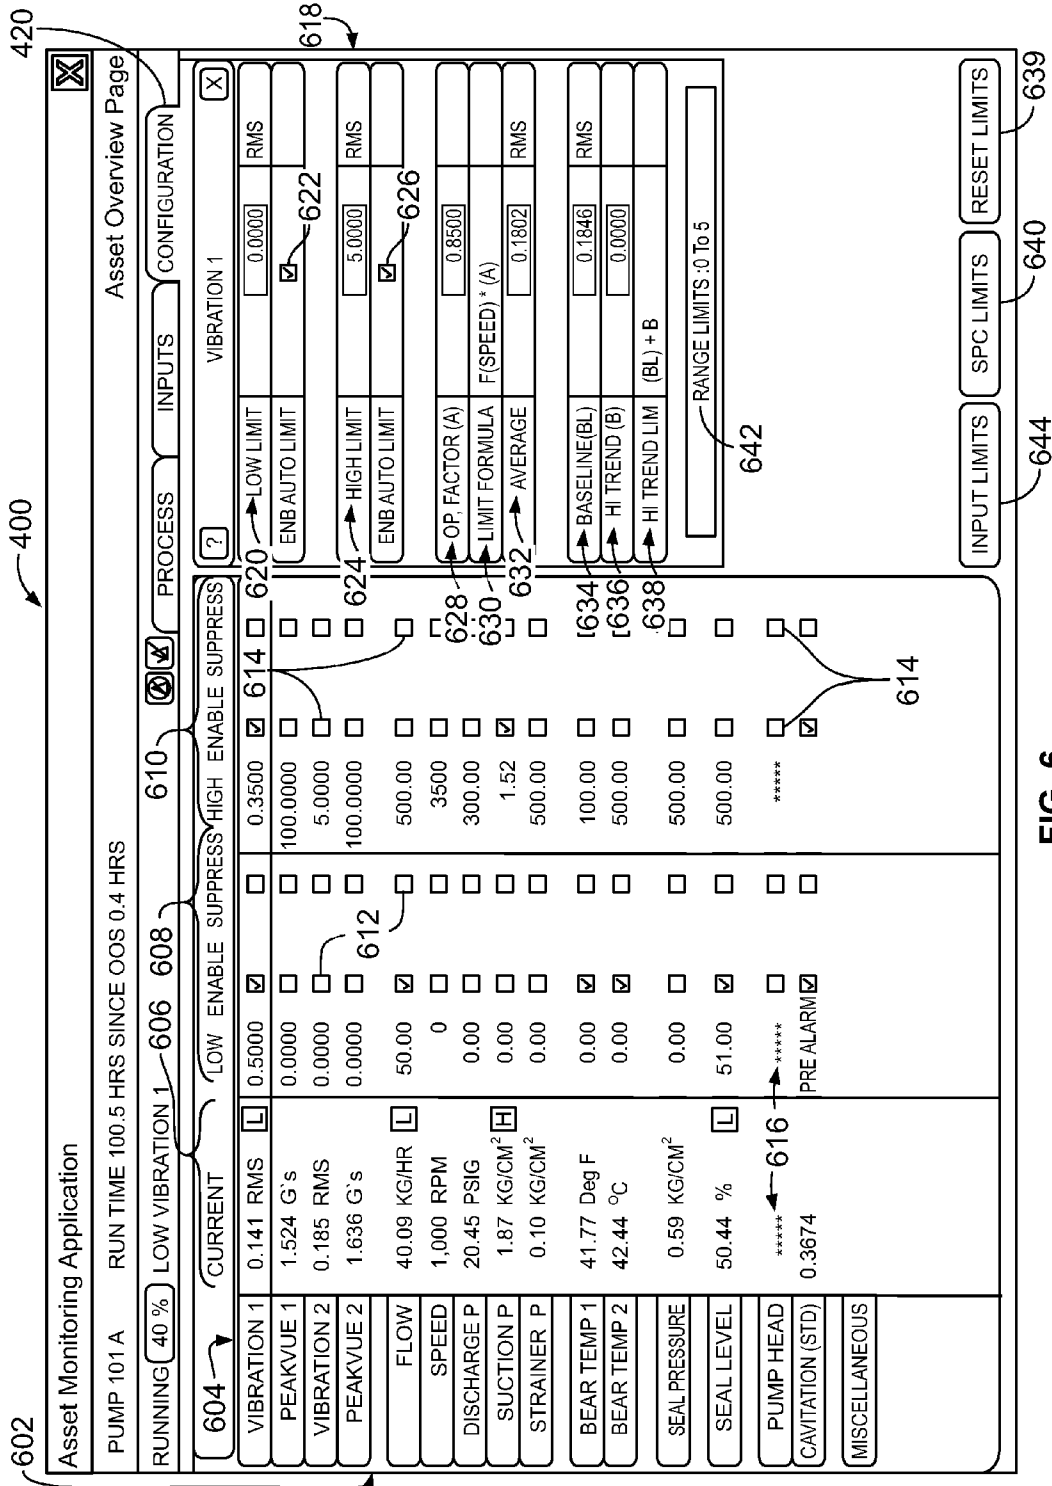 400
420
602
Asset Monitoring Application
X
PUMP 101 A RUN TIME 100.5 HRS SINCE OOS 0.4 HRS Asset Overview Page
RUNNING 40 % LOW VIBRATION 1
PROCESS INPUTS CONFIGURATION
604 606 608 610
CURRENT LOW ENABLE SUPPRESS HIGH ENABLE SUPPRESS
VIBRATION 1 0.141 RMS L 0.5000 0.3500
PEAKVUE 1 1.524 G`s 0.0000 100.0000
VIBRATION 2 0.185 RMS 0.0000 5.0000
PEAKVUE 2 1.636 G`s 0.0000 100.0000
612
614
FLOW 40.09 KG/HR L 50.00 500.00
SPEED 1,000 RPM 0 3500
DISCHARGE P 20.45 PSIG 0.00 300.00
SUCTION P 1.87 KG/CM² H 0.00 1.52
STRAINER P 0.10 KG/CM² 0.00 500.00
BEAR TEMP 1 41.77 Deg F 0.00 100.00
BEAR TEMP 2 42.44 °C 0.00 500.00
SEAL PRESSURE 0.59 KG/CM² 0.00 500.00
SEAL LEVEL 50.44 % L 51.00 500.00
PUMP HEAD ***** 616 ***** *****
CAVITATION (STD) 0.3674 PRE ALARM
614
MISCELLANEOUS
618
? VIBRATION 1 X
620 LOW LIMIT 0.0000 RMS
ENB AUTO LIMIT 622
624 HIGH LIMIT 5.0000 RMS
ENB AUTO LIMIT 626
628 OP, FACTOR (A) 0.8500
630 LIMIT FORMULA F(SPEED) * (A)
632 AVERAGE 0.1802 RMS
634 BASELINE(BL) 0.1846 RMS
636 HI TREND (B) 0.0000
638 HI TREND LIM (BL) + B
RANGE LIMITS :0 To 5
642
INPUT LIMITS SPC LIMITS RESET LIMITS
644 640 639
FIG. 6